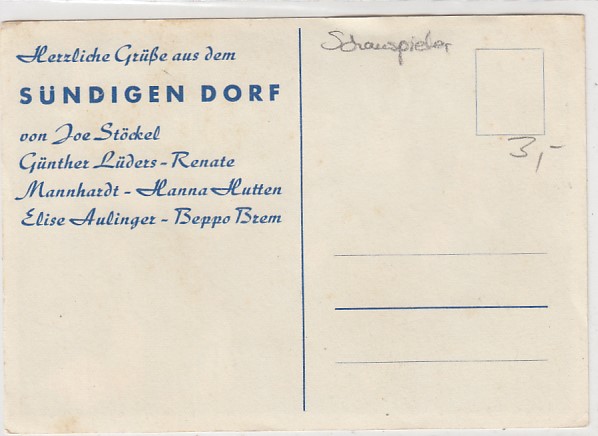 Herzliche Grüße aus dem
SÜNDIGEN DORF
von Joe Stöckel
Günther Lüders - Renate
Mannhardt - Hanna Hutten
Elise Aulinger - Beppo Brem
Schauspieler
3,-